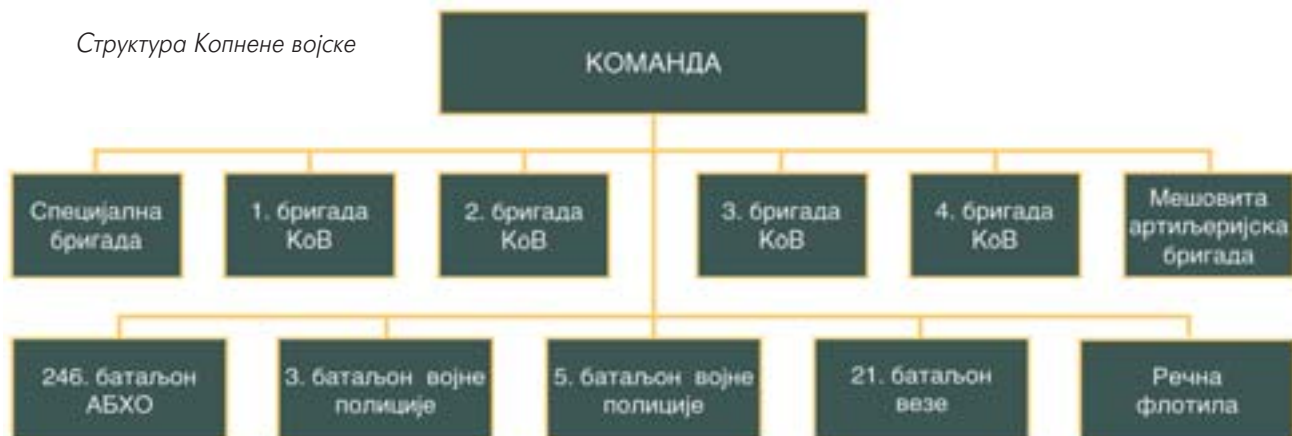 Структура Копнене војске
КОМАНДА
Специјална
бригада
1. бригада
КоВ
2. бригада
КоВ
3. бригада
КоВ
4. бригада
КоВ
Мешовита
артиљеријска
бригада
246. батаљон
АБХО
3. батаљон војне
полиције
5. батаљон војне
полиције
21. батаљон
везе
Речна
флотила